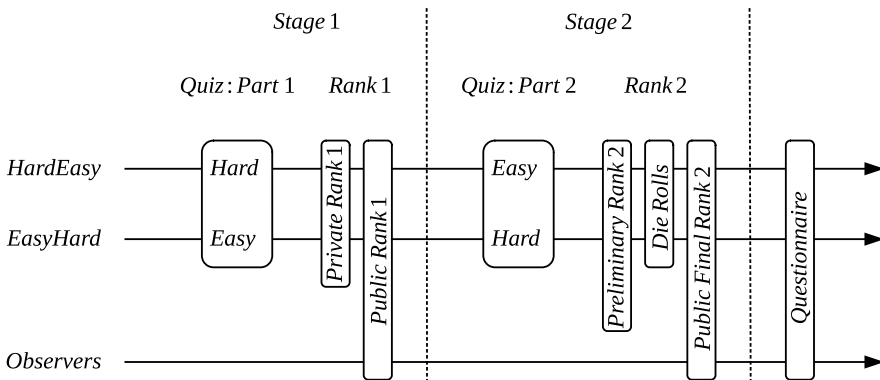 Stage 1
Stage 2
Quiz: Part 1
Rank 1
Quiz: Part 2
Rank 2
HardEasy
Hard
Easy
EasyHard
Easy
Hard
Private Rank 1
Public Rank 1
Preliminary Rank 2
Die Rolls
Public Final Rank 2
Questionnaire
Observers